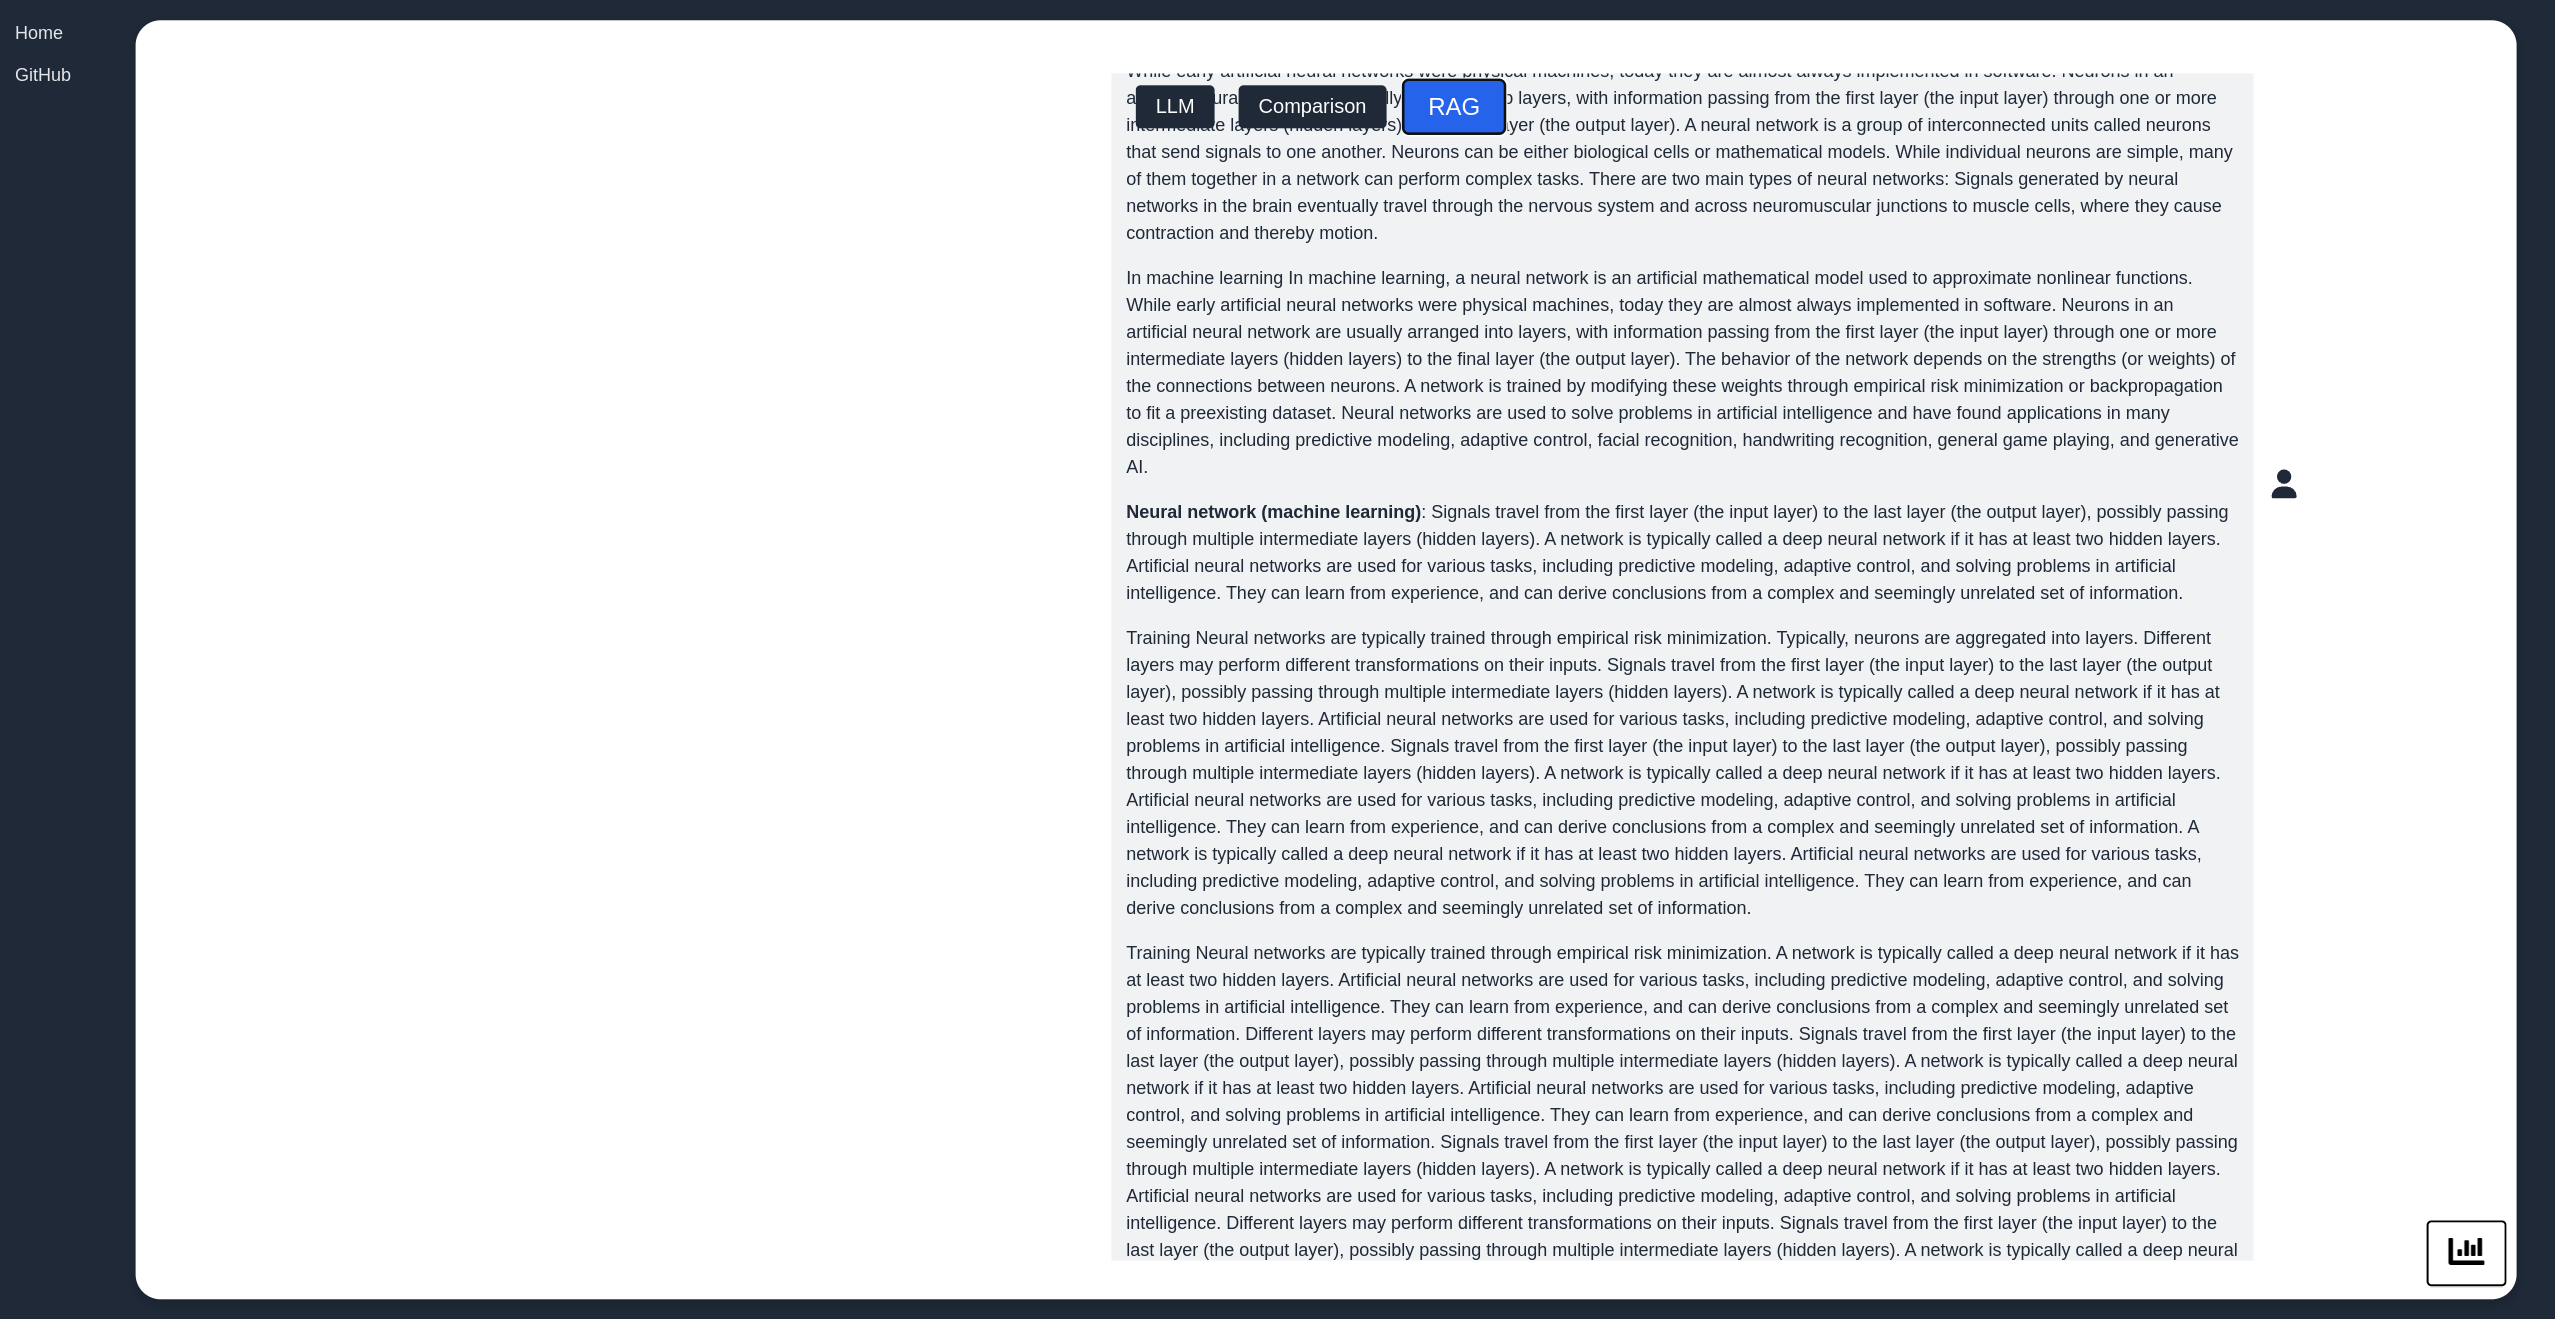 Home
GitHub
LLM
Comparison
RAG
While early artificial neural networks were physical machines, today they are almost always implemented in software. Neurons in an
layers, with information passing from the first layer (the input layer) through one or more
(the output layer). A neural network is a group of interconnected units called neurons
that send signals to one another. Neurons can be either biological cells or mathematical models. While individual neurons are simple, many
of them together in a network can perform complex tasks. There are two main types of neural networks: Signals generated by neural
networks in the brain eventually travel through the nervous system and across neuromuscular junctions to muscle cells, where they cause
contraction and thereby motion.
In machine learning In machine learning, a neural network is an artificial mathematical model used to approximate nonlinear functions.
While early artificial neural networks were physical machines, today they are almost always implemented in software. Neurons in an
artificial neural network are usually arranged into layers, with information passing from the first layer (the input layer) through one or more
intermediate layers (hidden layers) to the final layer (the output layer). The behavior of the network depends on the strengths (or weights) of
the connections between neurons. A network is trained by modifying these weights through empirical risk minimization or backpropagation
to fit a preexisting dataset. Neural networks are used to solve problems in artificial intelligence and have found applications in many
disciplines, including predictive modeling, adaptive control, facial recognition, handwriting recognition, general game playing, and generative
AI.
Neural network (machine learning): Signals travel from the first layer (the input layer) to the last layer (the output layer), possibly passing
through multiple intermediate layers (hidden layers). A network is typically called a deep neural network if it has at least two hidden layers.
Artificial neural networks are used for various tasks, including predictive modeling, adaptive control, and solving problems in artificial
intelligence. They can learn from experience, and can derive conclusions from a complex and seemingly unrelated set of information.
Training Neural networks are typically trained through empirical risk minimization. Typically, neurons are aggregated into layers. Different
layers may perform different transformations on their inputs. Signals travel from the first layer (the input layer) to the last layer (the output
layer), possibly passing through multiple intermediate layers (hidden layers). A network is typically called a deep neural network if it has at
least two hidden layers. Artificial neural networks are used for various tasks, including predictive modeling, adaptive control, and solving
problems in artificial intelligence. Signals travel from the first layer (the input layer) to the last layer (the output layer), possibly passing
through multiple intermediate layers (hidden layers). A network is typically called a deep neural network if it has at least two hidden layers.
Artificial neural networks are used for various tasks, including predictive modeling, adaptive control, and solving problems in artificial
intelligence. They can learn from experience, and can derive conclusions from a complex and seemingly unrelated set of information. A
network is typically called a deep neural network if it has at least two hidden layers. Artificial neural networks are used for various tasks,
including predictive modeling, adaptive control, and solving problems in artificial intelligence. They can learn from experience, and can
derive conclusions from a complex and seemingly unrelated set of information.
Training Neural networks are typically trained through empirical risk minimization. A network is typically called a deep neural network if it has
at least two hidden layers. Artificial neural networks are used for various tasks, including predictive modeling, adaptive control, and solving
problems in artificial intelligence. They can learn from experience, and can derive conclusions from a complex and seemingly unrelated set
of information. Different layers may perform different transformations on their inputs. Signals travel from the first layer (the input layer) to the
last layer (the output layer), possibly passing through multiple intermediate layers (hidden layers). A network is typically called a deep neural
network if it has at least two hidden layers. Artificial neural networks are used for various tasks, including predictive modeling, adaptive
control, and solving problems in artificial intelligence. They can learn from experience, and can derive conclusions from a complex and
seemingly unrelated set of information. Signals travel from the first layer (the input layer) to the last layer (the output layer), possibly passing
through multiple intermediate layers (hidden layers). A network is typically called a deep neural network if it has at least two hidden layers.
Artificial neural networks are used for various tasks, including predictive modeling, adaptive control, and solving problems in artificial
intelligence. Different layers may perform different transformations on their inputs. Signals travel from the first layer (the input layer) to the
last layer (the output layer), possibly passing through multiple intermediate layers (hidden layers). A network is typically called a deep neural